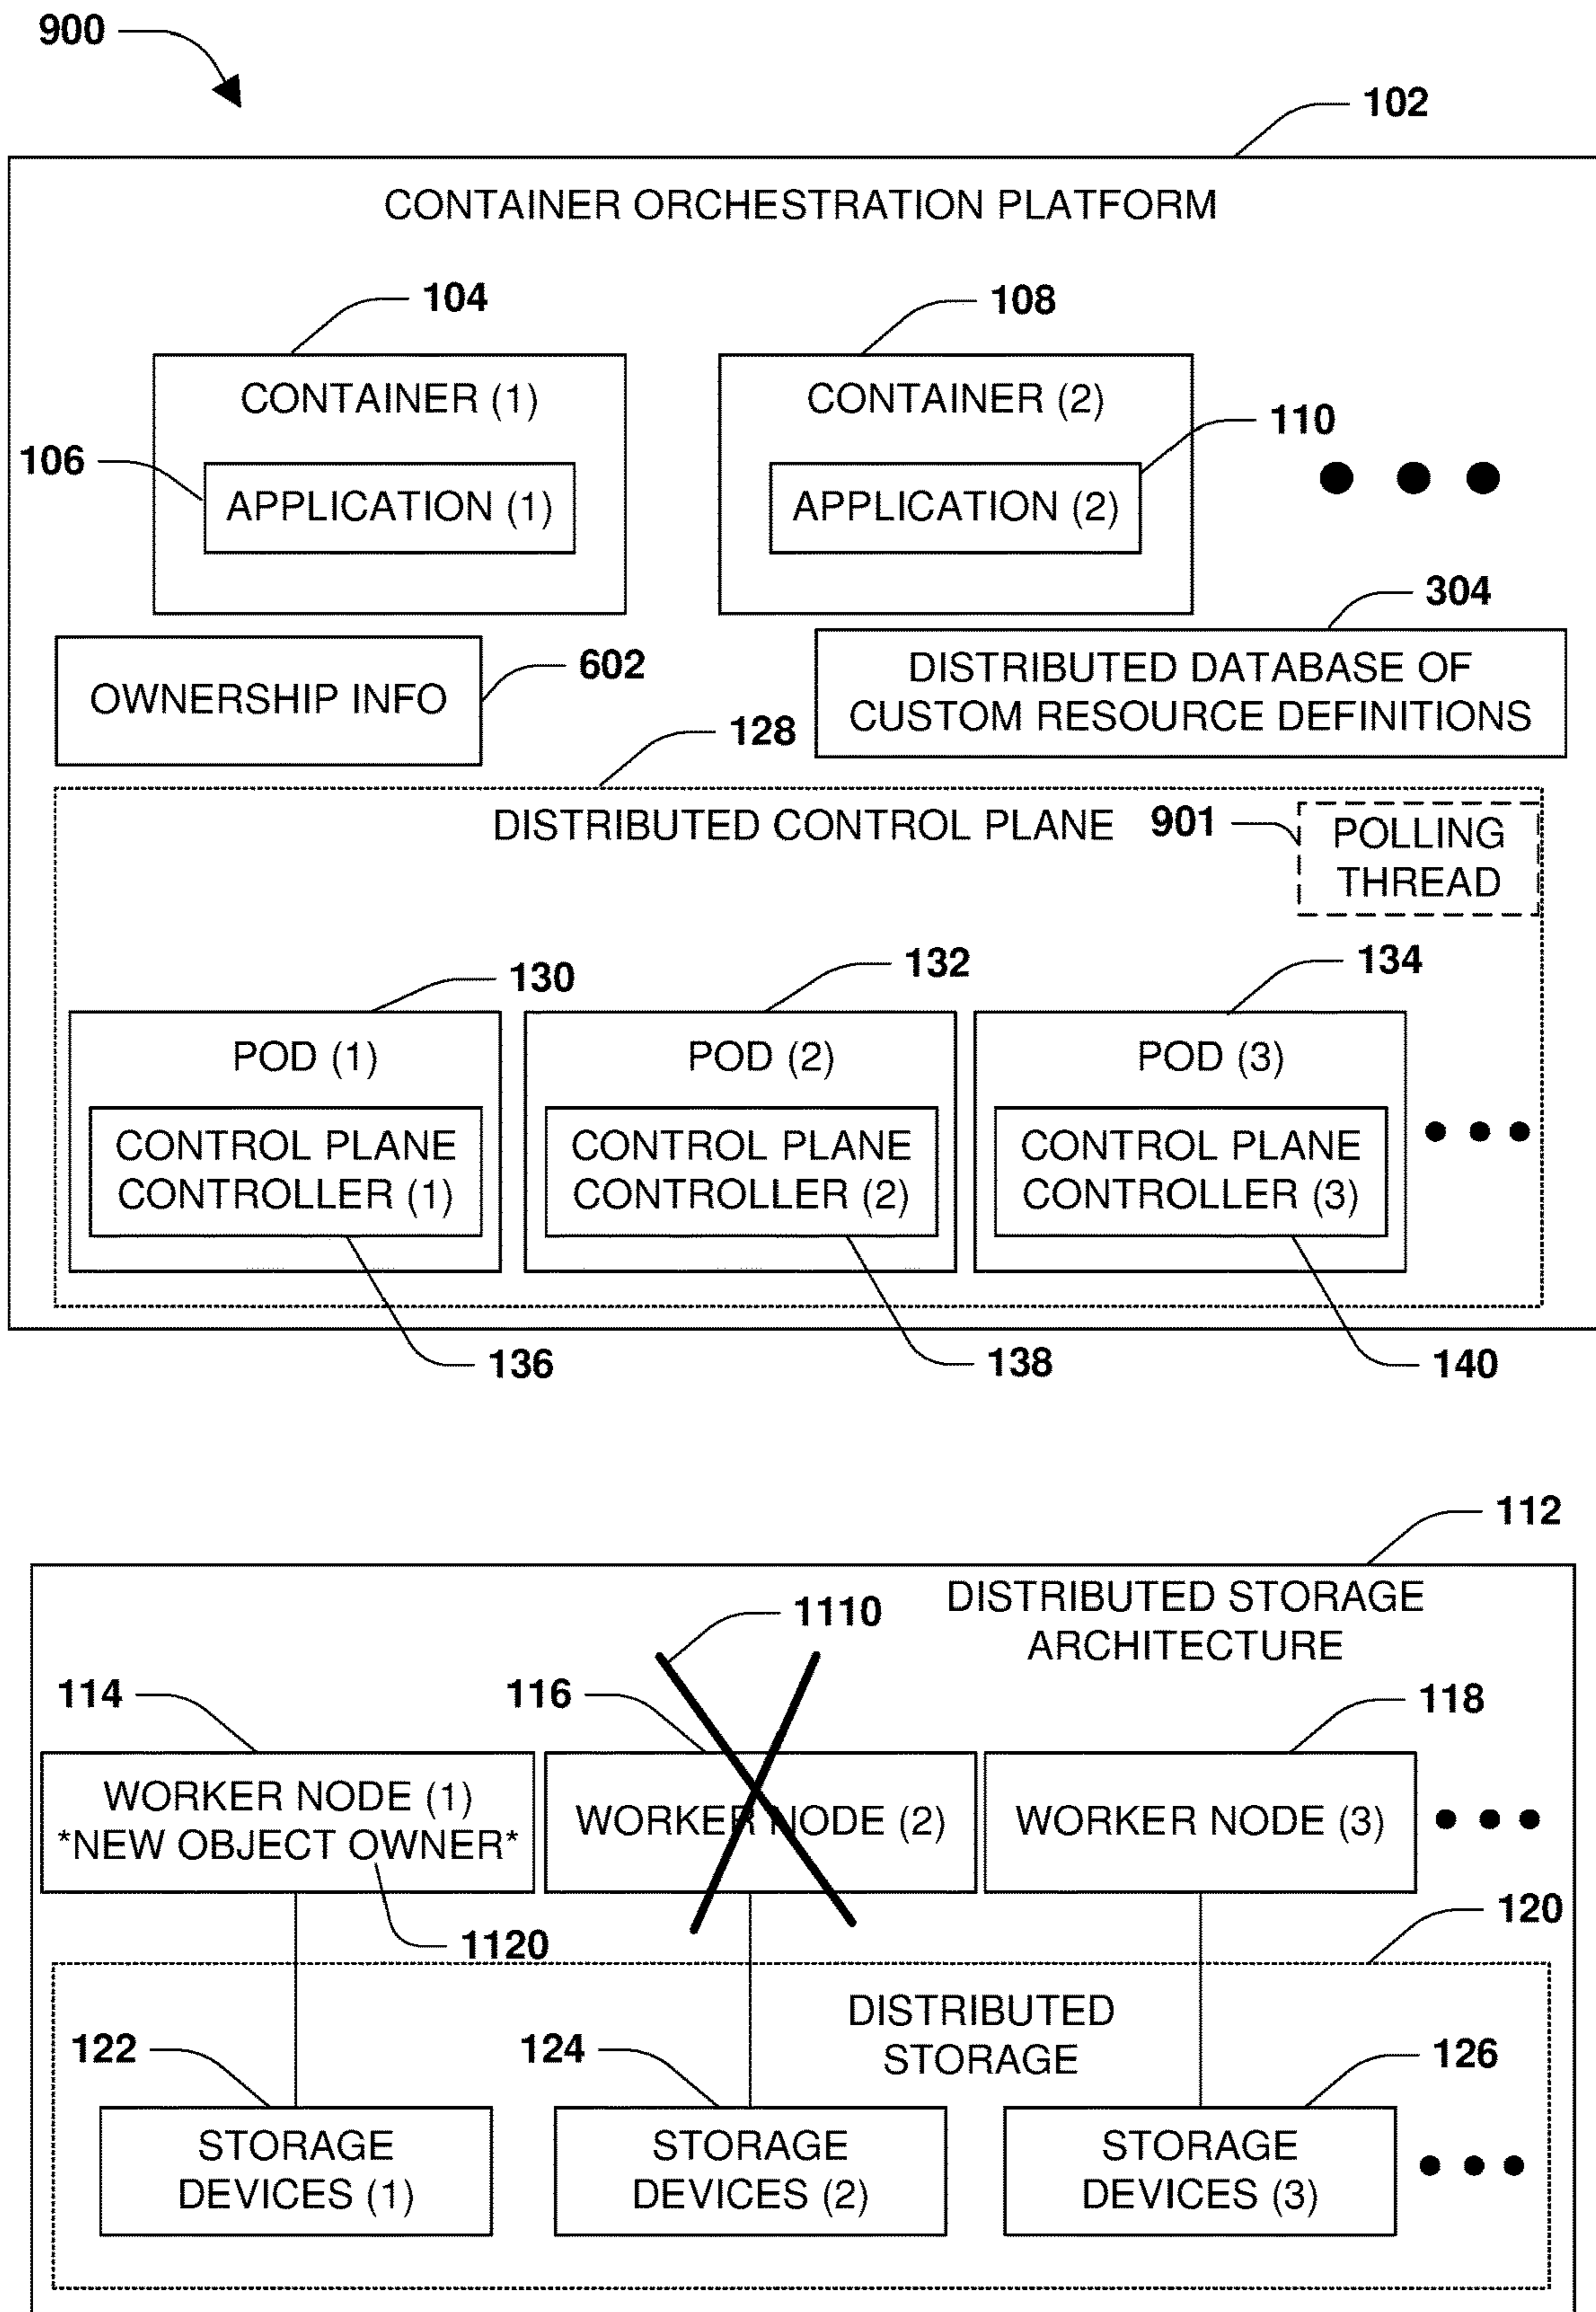 900
102
CONTAINER ORCHESTRATION PLATFORM
104
108
CONTAINER (1)
CONTAINER (2)
110
106
APPLICATION (1)
APPLICATION (2)
304
OWNERSHIP INFO
602
DISTRIBUTED DATABASE OF
CUSTOM RESOURCE DEFINITIONS
128
DISTRIBUTED CONTROL PLANE
901
POLLING
THREAD
130
132
134
POD (1)
POD (2)
POD (3)
CONTROL PLANE
CONTROLLER (1)
CONTROL PLANE
CONTROLLER (2)
CONTROL PLANE
CONTROLLER (3)
136
138
140
112
DISTRIBUTED STORAGE
ARCHITECTURE
1110
114
116
118
WORKER NODE (1)
*NEW OBJECT OWNER*
WORKER NODE (2)
WORKER NODE (3)
1120
120
DISTRIBUTED
STORAGE
122
124
126
STORAGE
DEVICES (1)
STORAGE
DEVICES (2)
STORAGE
DEVICES (3)